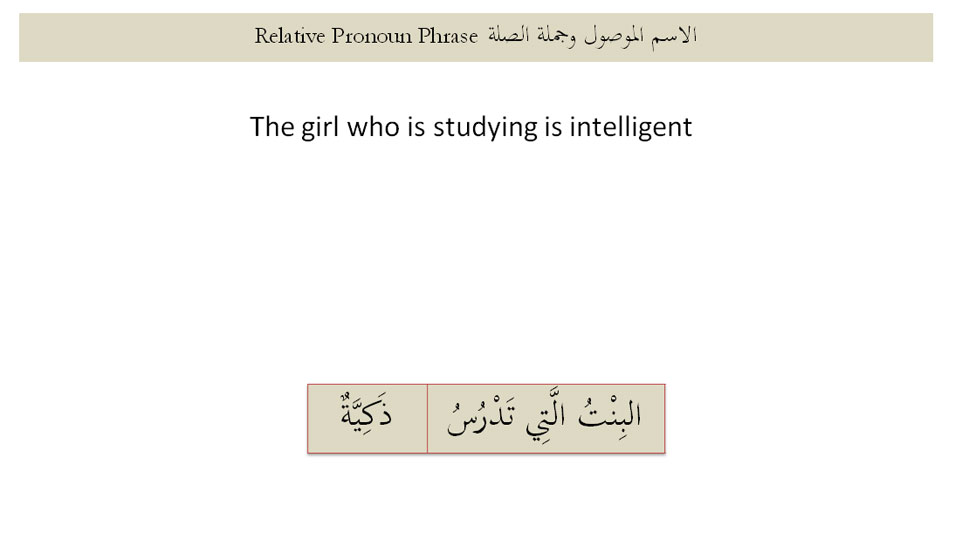 Relative Pronoun Phrase الاسم الموصول وجملة الصلة
The girl who is studying is intelligent
البِنْتُ الَّتِي تَدْرُسُ ذَكِيَّةٌ